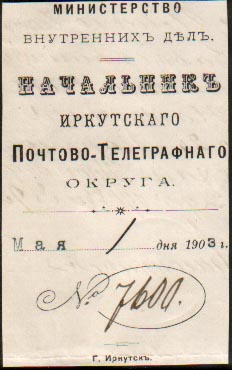 МИНИСТЕРСТВО
ВНУТРЕННИХЪ ДѢЛЪ.
НАЧАЛЬНИКЪ
ИРКУТСКАГО
ПОЧТОВО-ТЕЛЕГРАФНАГО
ОКРУГА.
Мая 1 дня 1903 г.
№ 7600.
Г. Иркутскъ.